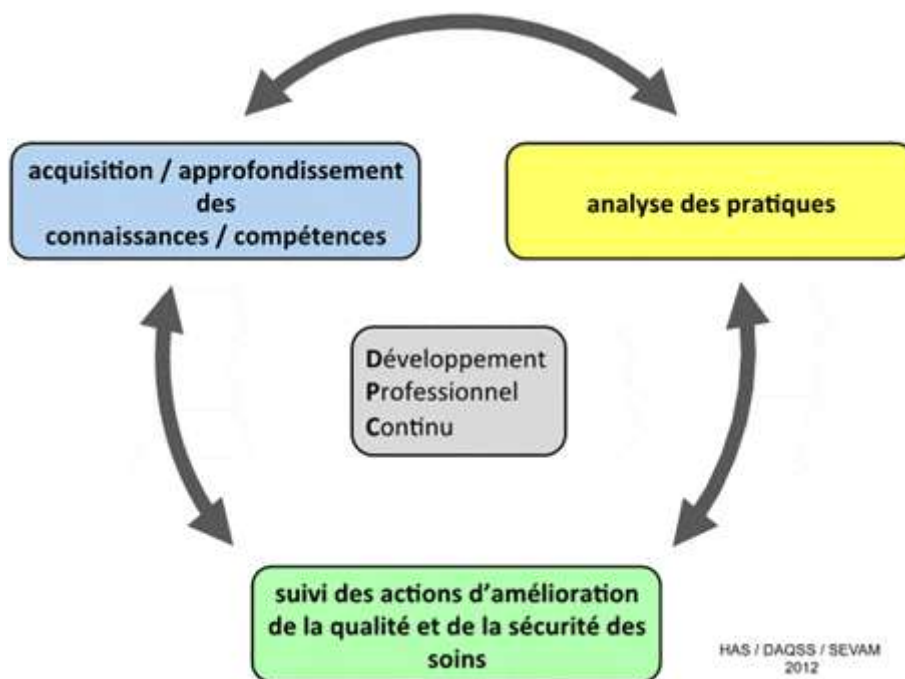 acquisition / approfondissement
des
connaissances / compétences
analyse des pratiques
Développement
Professionnel
Continu
suivi des actions d'amélioration
de la qualité et de la sécurité des
soins
HAS / DAQSS / SEVAM
2012